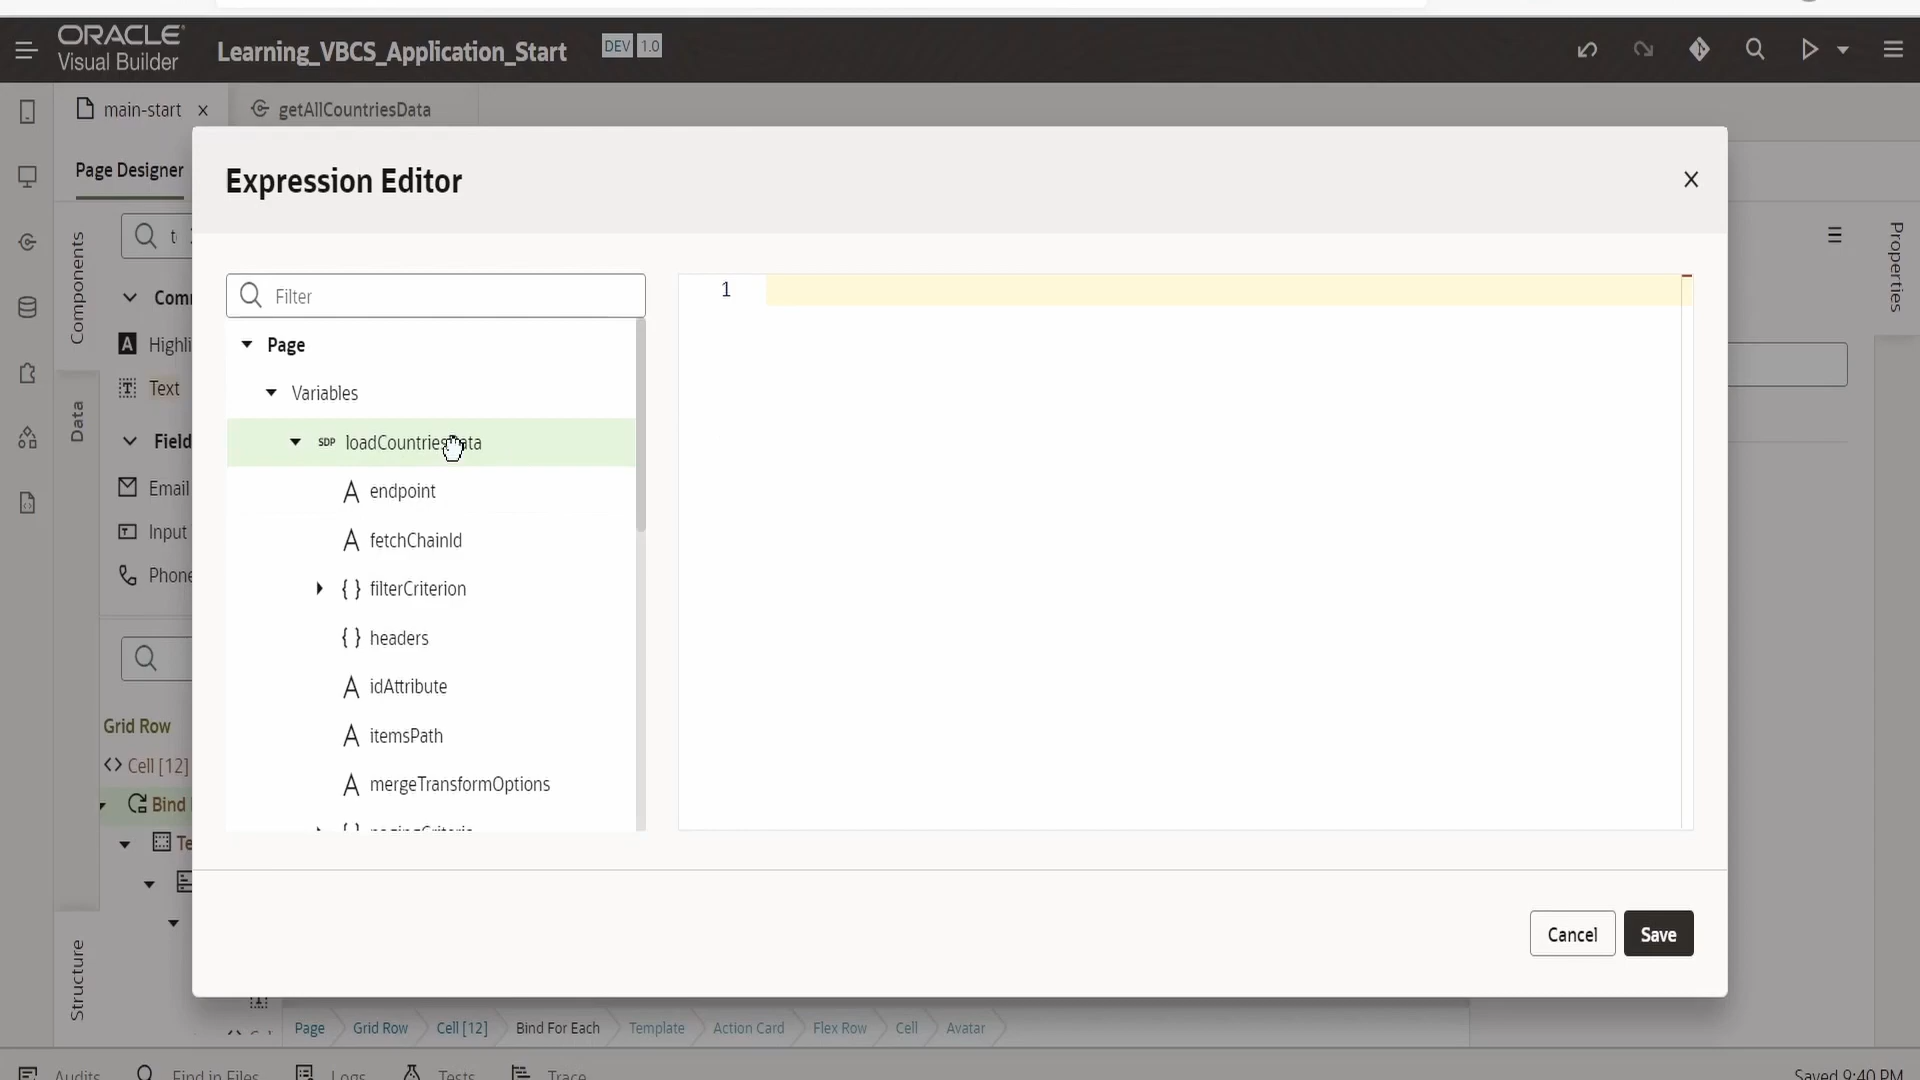 ORACLE
Visual Builder
Learning_VBCS_Application_Start
DEV 1.0
main-start
getAllCountriesData
Page Designer
Expression Editor
Components
Data
Structure
Properties
Text
Email
Input
Phone
Grid Row
Cell [12]
Bind
Filter
Page
Variables
SDP loadCountriesData
endpoint
fetchChainId
filterCriterion
headers
idAttribute
itemsPath
mergeTransformOptions
1
Cancel
Save
Page
Grid Row
Cell [12]
Bind For Each
Template
Action Card
Flex Row
Cell
Avatar
Audits
Find in Files
Logs
Tests
Trace
Saved 9:40 PM